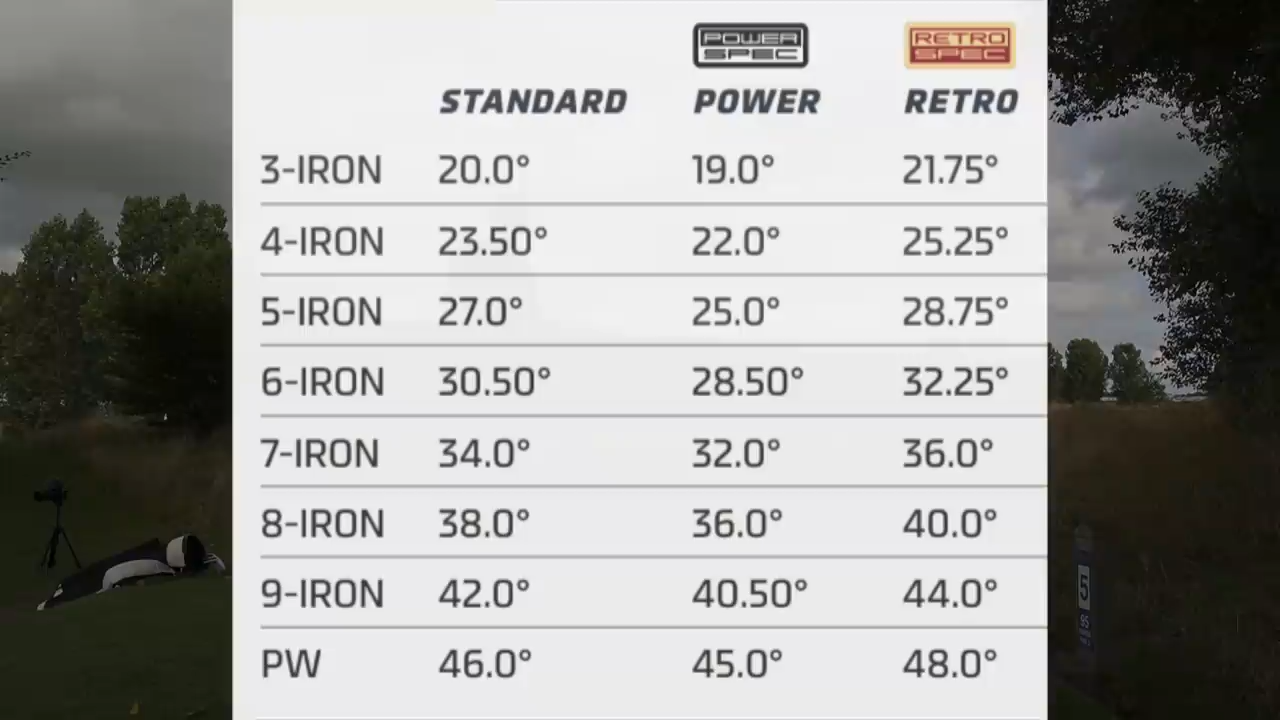 POWER SPEC RETRO SPEC
STANDARD POWER RETRO
3-IRON 20.0° 19.0° 21.75°
4-IRON 23.50° 22.0° 25.25°
5-IRON 27.0° 25.0° 28.75°
6-IRON 30.50° 28.50° 32.25°
7-IRON 34.0° 32.0° 36.0°
8-IRON 38.0° 36.0° 40.0°
9-IRON 42.0° 40.50° 44.0°
PW 46.0° 45.0° 48.0°
5
95